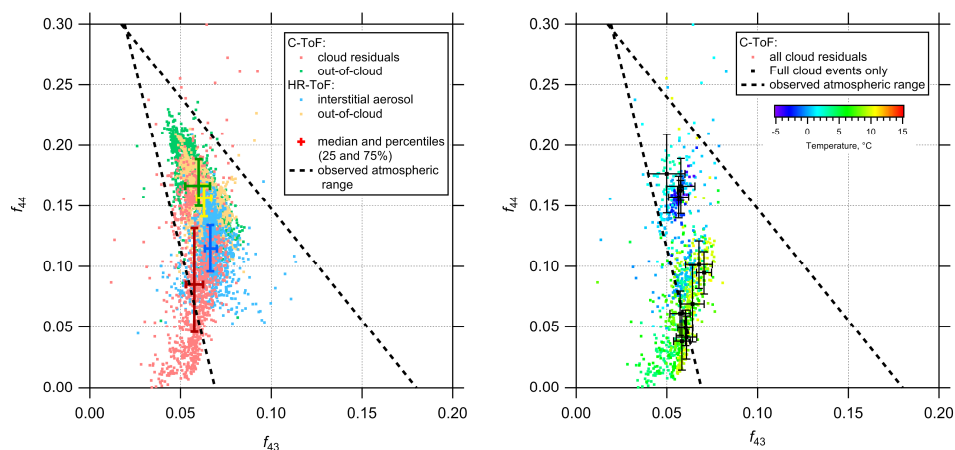 0.30
0.25
0.20
0.15
0.10
0.05
0.00
f44
0.00
0.05
0.10
0.15
0.20
f43
C-ToF:
cloud residuals
out-of-cloud
HR-ToF:
interstitial aerosol
out-of-cloud
median and percentiles
(25 and 75%)
observed atmospheric
range
0.30
0.25
0.20
0.15
0.10
0.05
0.00
f44
0.00
0.05
0.10
0.15
0.20
f43
C-ToF:
all cloud residuals
Full cloud events only
observed atmospheric range
-5 0 5 10 15
Temperature, °C